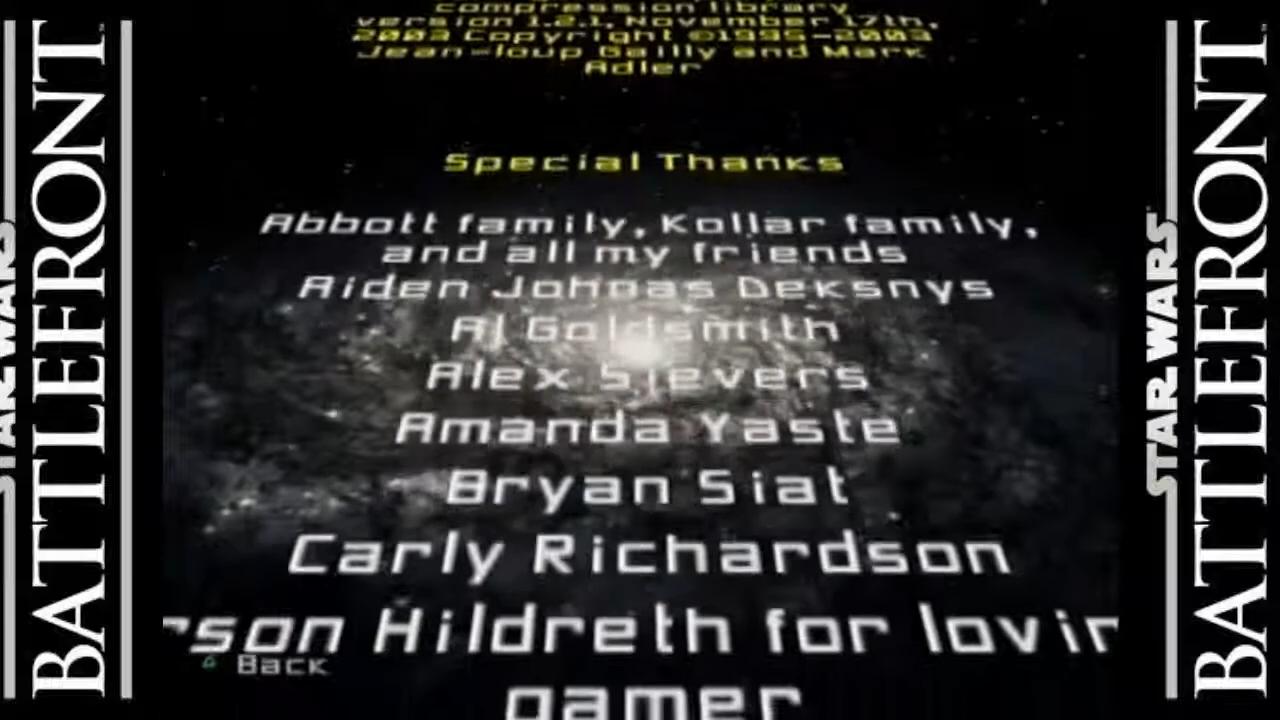 compression library
version 1.2.1, November 17th,
2003 Copyright ©1995-2003
Jean-loup Gailly and Mark
Adler
Special Thanks
Abbott family, Kollar family,
and all my friends
Aiden Johnas Deksnys
Al Goldsmith
Alex Sievers
Amanda Yaste
Bryan Siat
Carly Richardson
rson Hildreth for lovin
Back
gamer
STAR WARS
BATTLEFRONT
STAR WARS
BATTLEFRONT